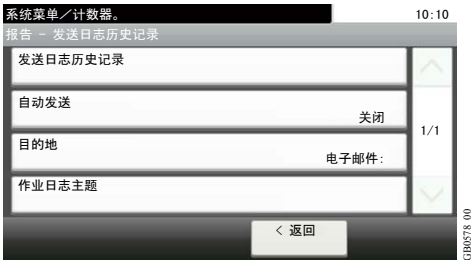 系统菜单／计数器。
10:10
报告 - 发送日志历史记录
发送日志历史记录
自动发送
关闭
1/1
目的地
电子邮件:
作业日志主题
< 返回
GB0578_00